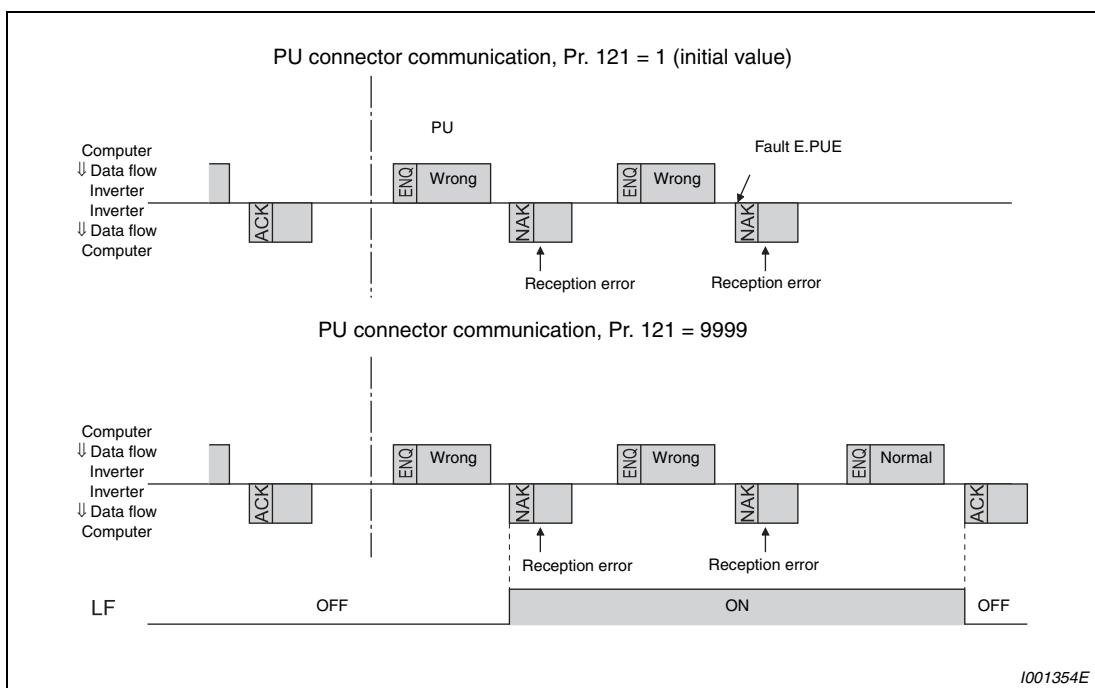 PU connector communication, Pr. 121 = 1 (initial value)
PU
Fault E.PUE
Computer
⇓ Data flow
Inverter
Inverter
⇓ Data flow
Computer
ENQ Wrong ENQ Wrong
ACK NAK NAK
Reception error Reception error
PU connector communication, Pr. 121 = 9999
Computer
⇓ Data flow
Inverter
Inverter
⇓ Data flow
Computer
ENQ Wrong ENQ Wrong ENQ Normal
ACK NAK NAK ACK
Reception error Reception error
LF OFF ON OFF
I001354E